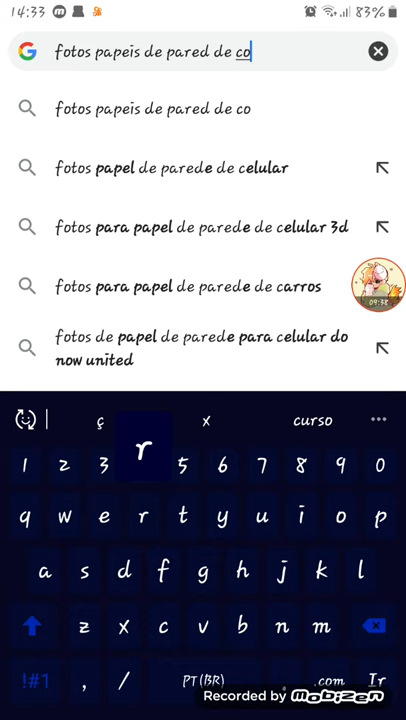 14:33 83%
fotos papeis de pared de co
fotos papeis de pared de co
fotos papel de parede de celular
fotos para papel de parede de celular 3d
fotos para papel de parede de carros
09:38
fotos de papel de parede para celular do
now united
ç x curso
r
1 2 3 5 6 7 8 9 0
q w e r t y u i o p
a s d f g h j k l
z x c v b n m
!#1 , / PT(BR) . .com Ir
Recorded by mobizen